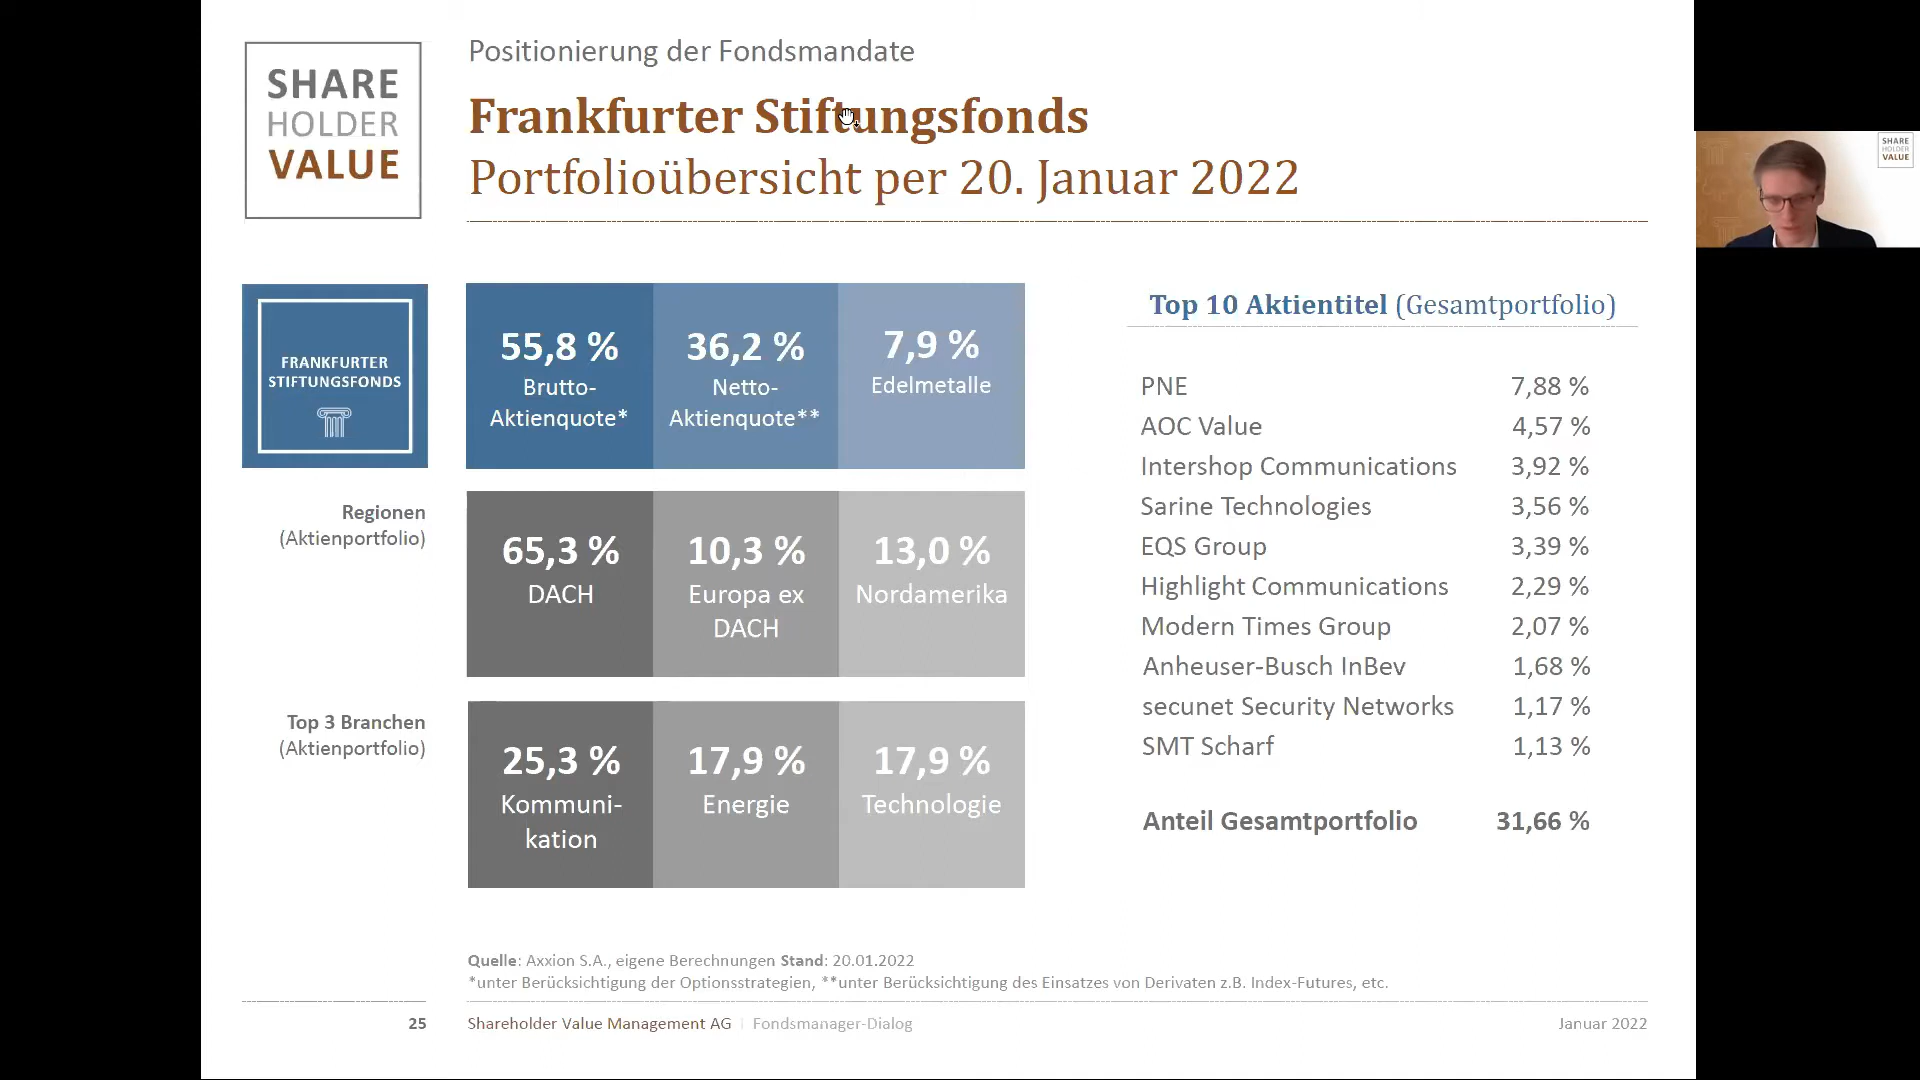 SHARE
HOLDER
VALUE
Positionierung der Fondsmandate
Frankfurter Stiftungsfonds
Portfolioübersicht per 20. Januar 2022
SHARE
HOLDER
VALUE
FRANKFURTER
STIFTUNGSFONDS
55,8 %
Brutto-
Aktienquote*
36,2 %
Netto-
Aktienquote**
7,9 %
Edelmetalle
Regionen
(Aktienportfolio)
65,3 %
DACH
10,3 %
Europa ex
DACH
13,0 %
Nordamerika
Top 3 Branchen
(Aktienportfolio)
25,3 %
Kommuni-
kation
17,9 %
Energie
17,9 %
Technologie
Top 10 Aktientitel (Gesamtportfolio)
PNE 7,88 %
AOC Value 4,57 %
Intershop Communications 3,92 %
Sarine Technologies 3,56 %
EQS Group 3,39 %
Highlight Communications 2,29 %
Modern Times Group 2,07 %
Anheuser-Busch InBev 1,68 %
secunet Security Networks 1,17 %
SMT Scharf 1,13 %
Anteil Gesamtportfolio 31,66 %
Quelle: Axxion S.A., eigene Berechnungen Stand: 20.01.2022
*unter Berücksichtigung der Optionsstrategien, **unter Berücksichtigung des Einsatzes von Derivaten z.B. Index-Futures, etc.
25 Shareholder Value Management AG | Fondsmanager-Dialog Januar 2022